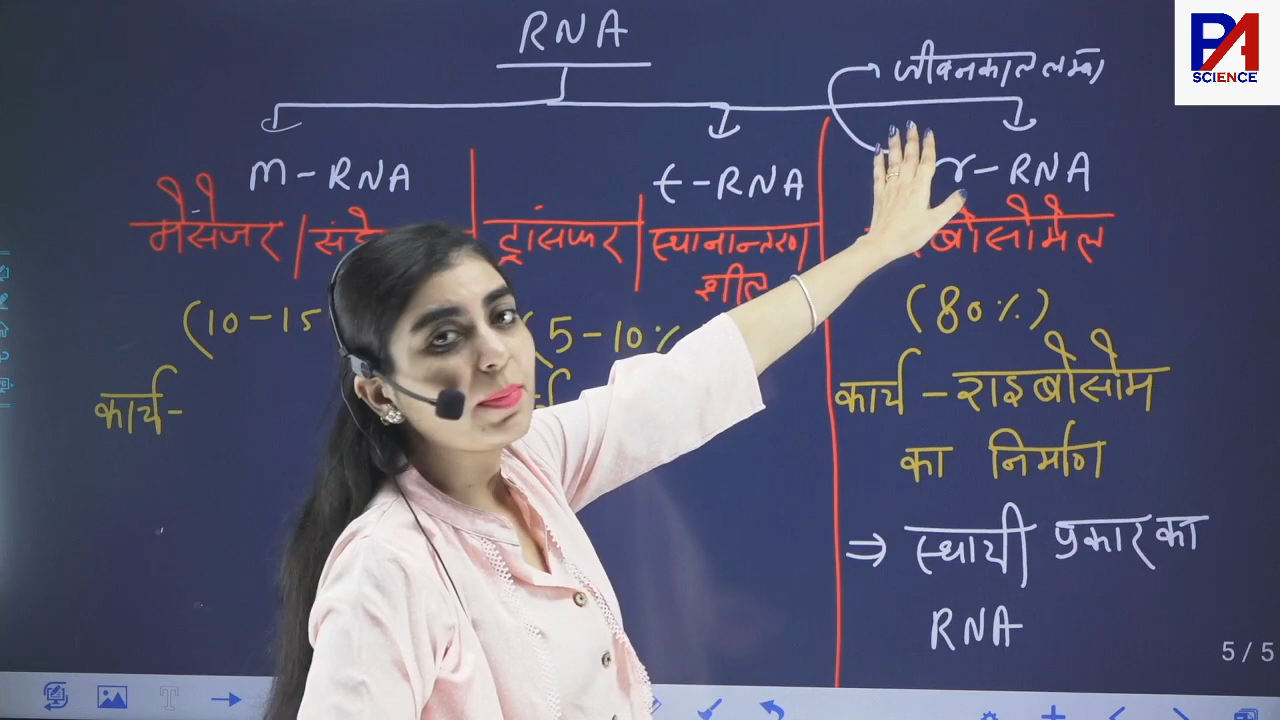 RNA
जीवनकाल लम्बा
PA
SCIENCE
m-RNA
t-RNA
r-RNA
मैसेंजर /
ट्रांसफर / स्थानान्तरण
शील
(10-15
(5-10%
(80%)
कार्य-
कार्य - राइबोसोम
का निर्माण
⇒ स्थायी प्रकार का
RNA
5/5